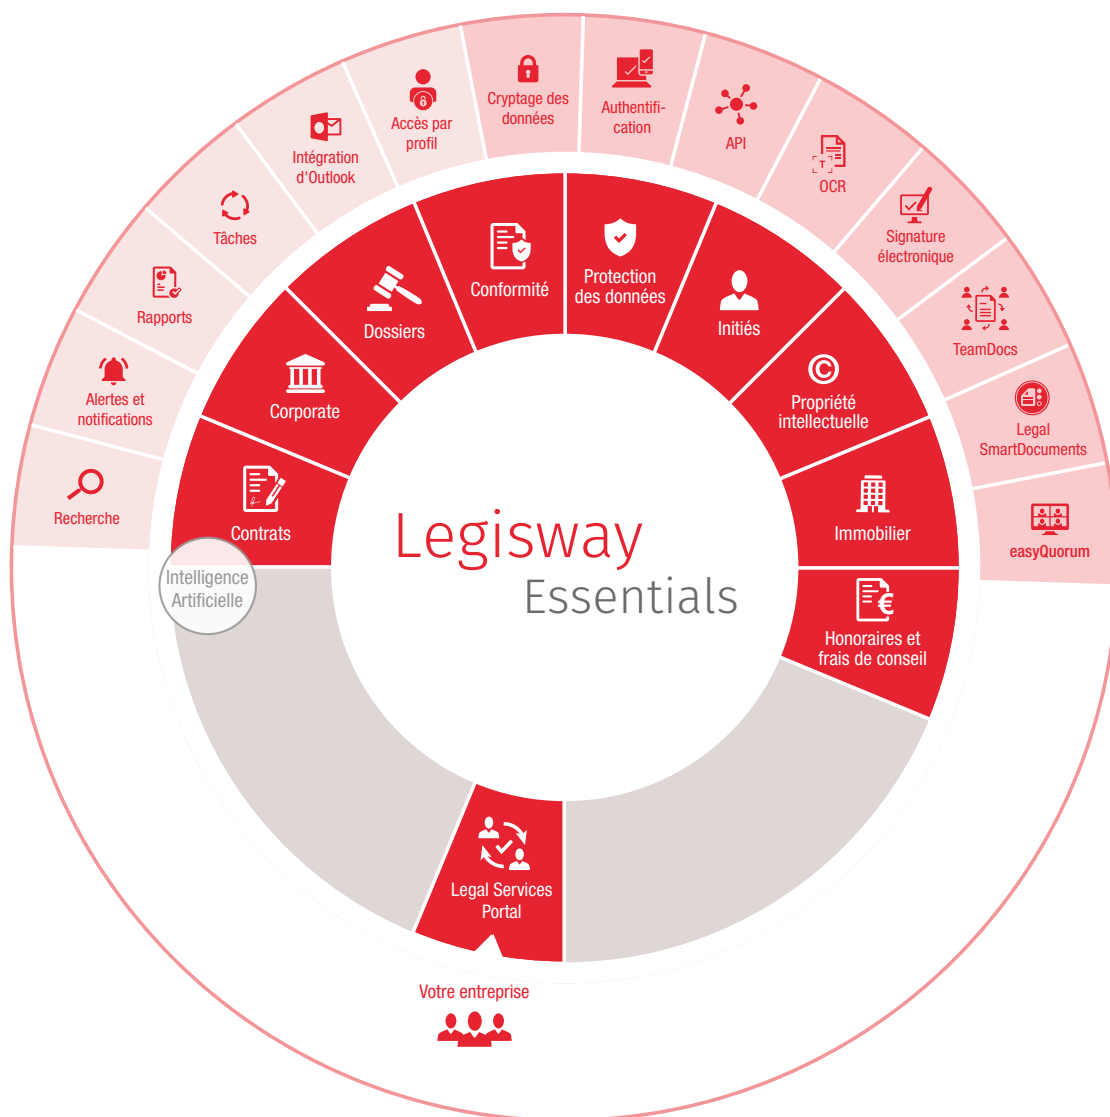 Cryptage des
données
Authentifi-
cation
Accès par
profil
API
Intégration
d'Outlook
OCR
Tâches
Signature
électronique
Rapports
TeamDocs
Alertes et
notifications
Legal
SmartDocuments
Recherche
easyQuorum
Conformité
Protection
des données
Dossiers
Initiés
Corporate
Propriété
intellectuelle
Contrats
Immobilier
Intelligence
Artificielle
Legisway
Essentials
Honoraires et
frais de conseil
Legal Services
Portal
Votre entreprise